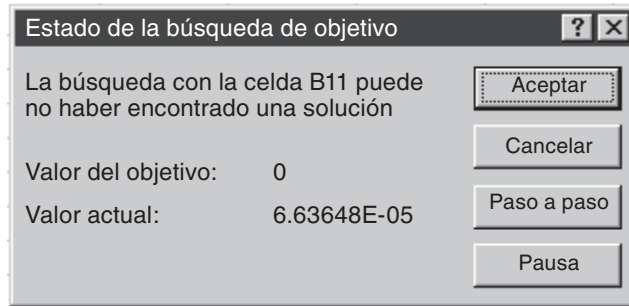 Estado de la búsqueda de objetivo
? X
La búsqueda con la celda B11 puede
no haber encontrado una solución
Valor del objetivo: 0
Valor actual: 6.63648E-05
Aceptar
Cancelar
Paso a paso
Pausa